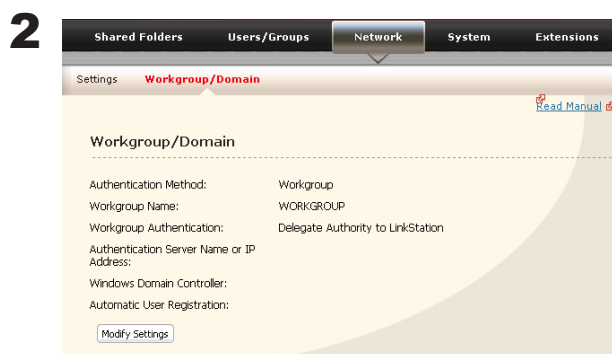 2
Shared Folders Users/Groups Network System Extensions
Settings Workgroup/Domain
Read Manual
Workgroup/Domain
Authentication Method: Workgroup
Workgroup Name: WORKGROUP
Workgroup Authentication: Delegate Authority to LinkStation
Authentication Server Name or IP
Address:
Windows Domain Controller:
Automatic User Registration:
Modify Settings